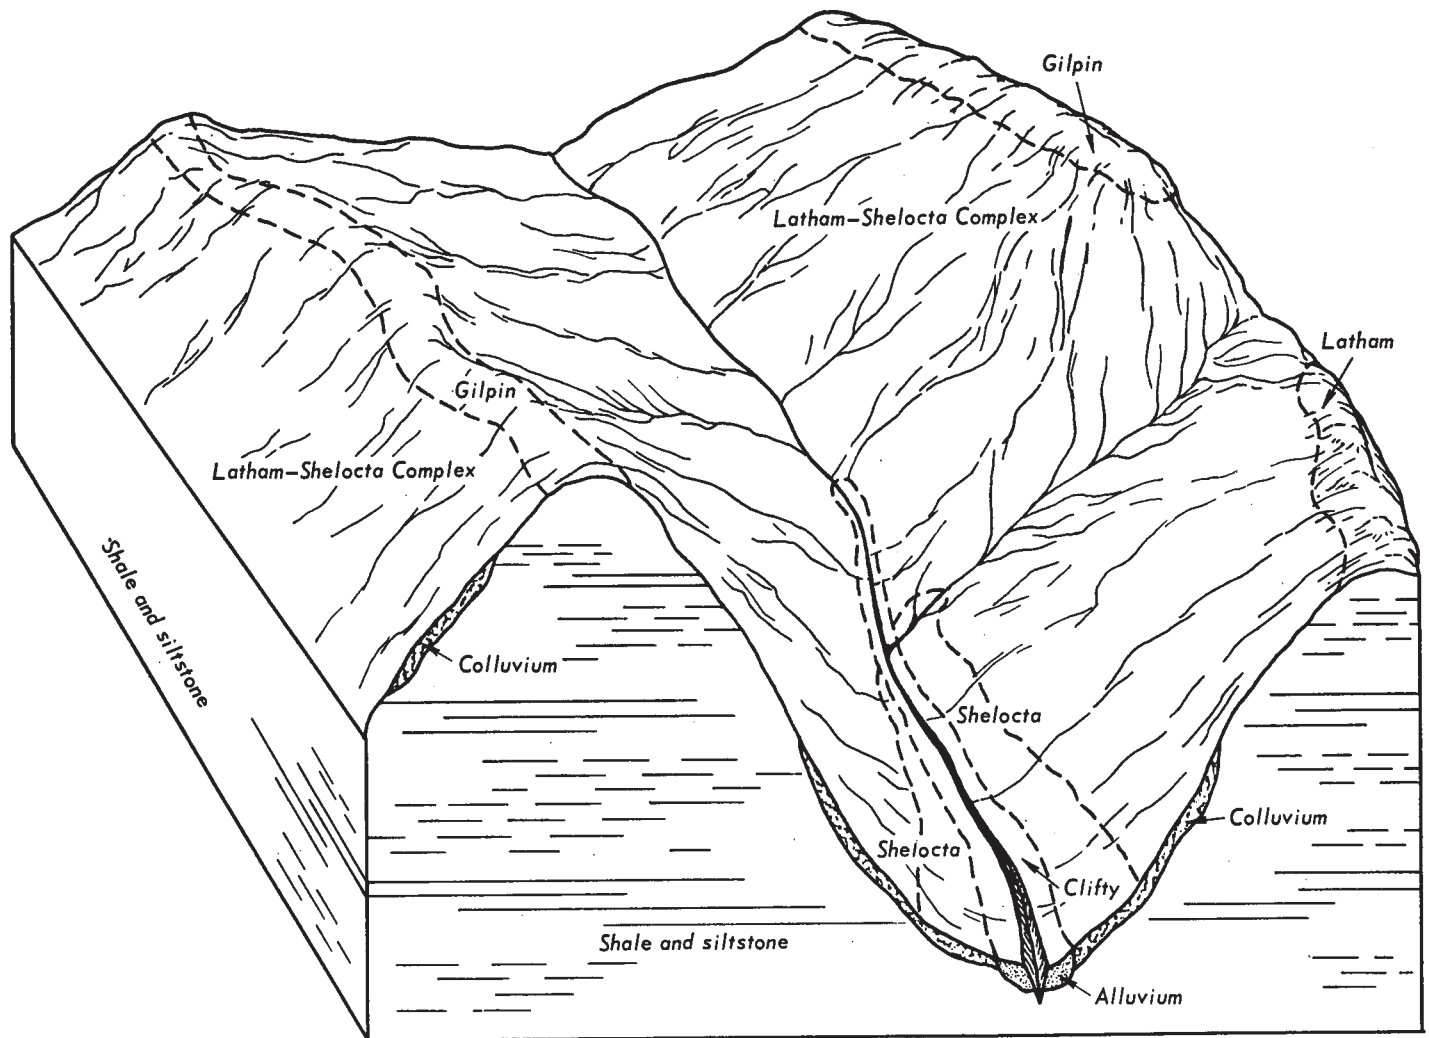 Gilpin
Latham-Shelocta Complex
Latham
Gilpin
Latham-Shelocta Complex
Shale and siltstone
Colluvium
Shelocta
Colluvium
Shelocta
Clifty
Shale and siltstone
Alluvium